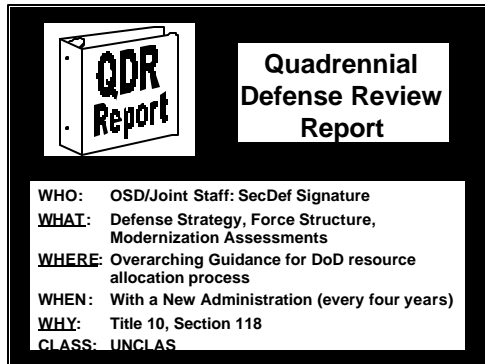 QDR
Report
Quadrennial
Defense Review
Report
WHO: OSD/Joint Staff: SecDef Signature
WHAT: Defense Strategy, Force Structure,
Modernization Assessments
WHERE: Overarching Guidance for DoD resource
allocation process
WHEN: With a New Administration (every four years)
WHY: Title 10, Section 118
CLASS: UNCLAS